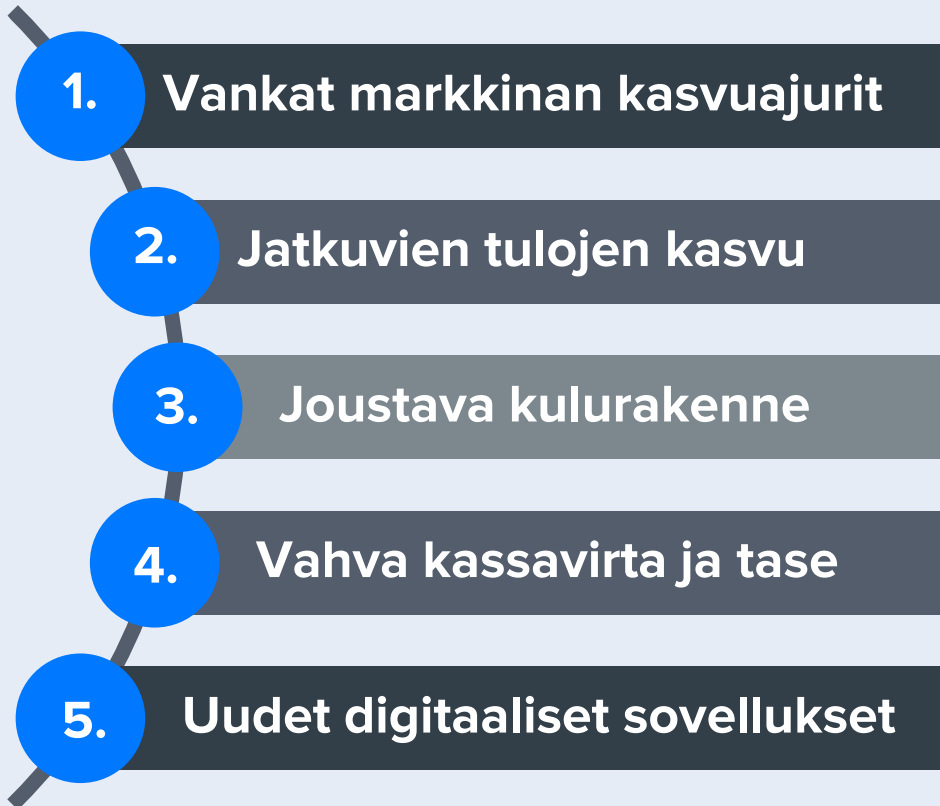 1. Vankat markkinan kasvuajurit
2. Jatkuvien tulojen kasvu
3. Joustava kulurakenne
4. Vahva kassavirta ja tase
5. Uudet digitaaliset sovellukset